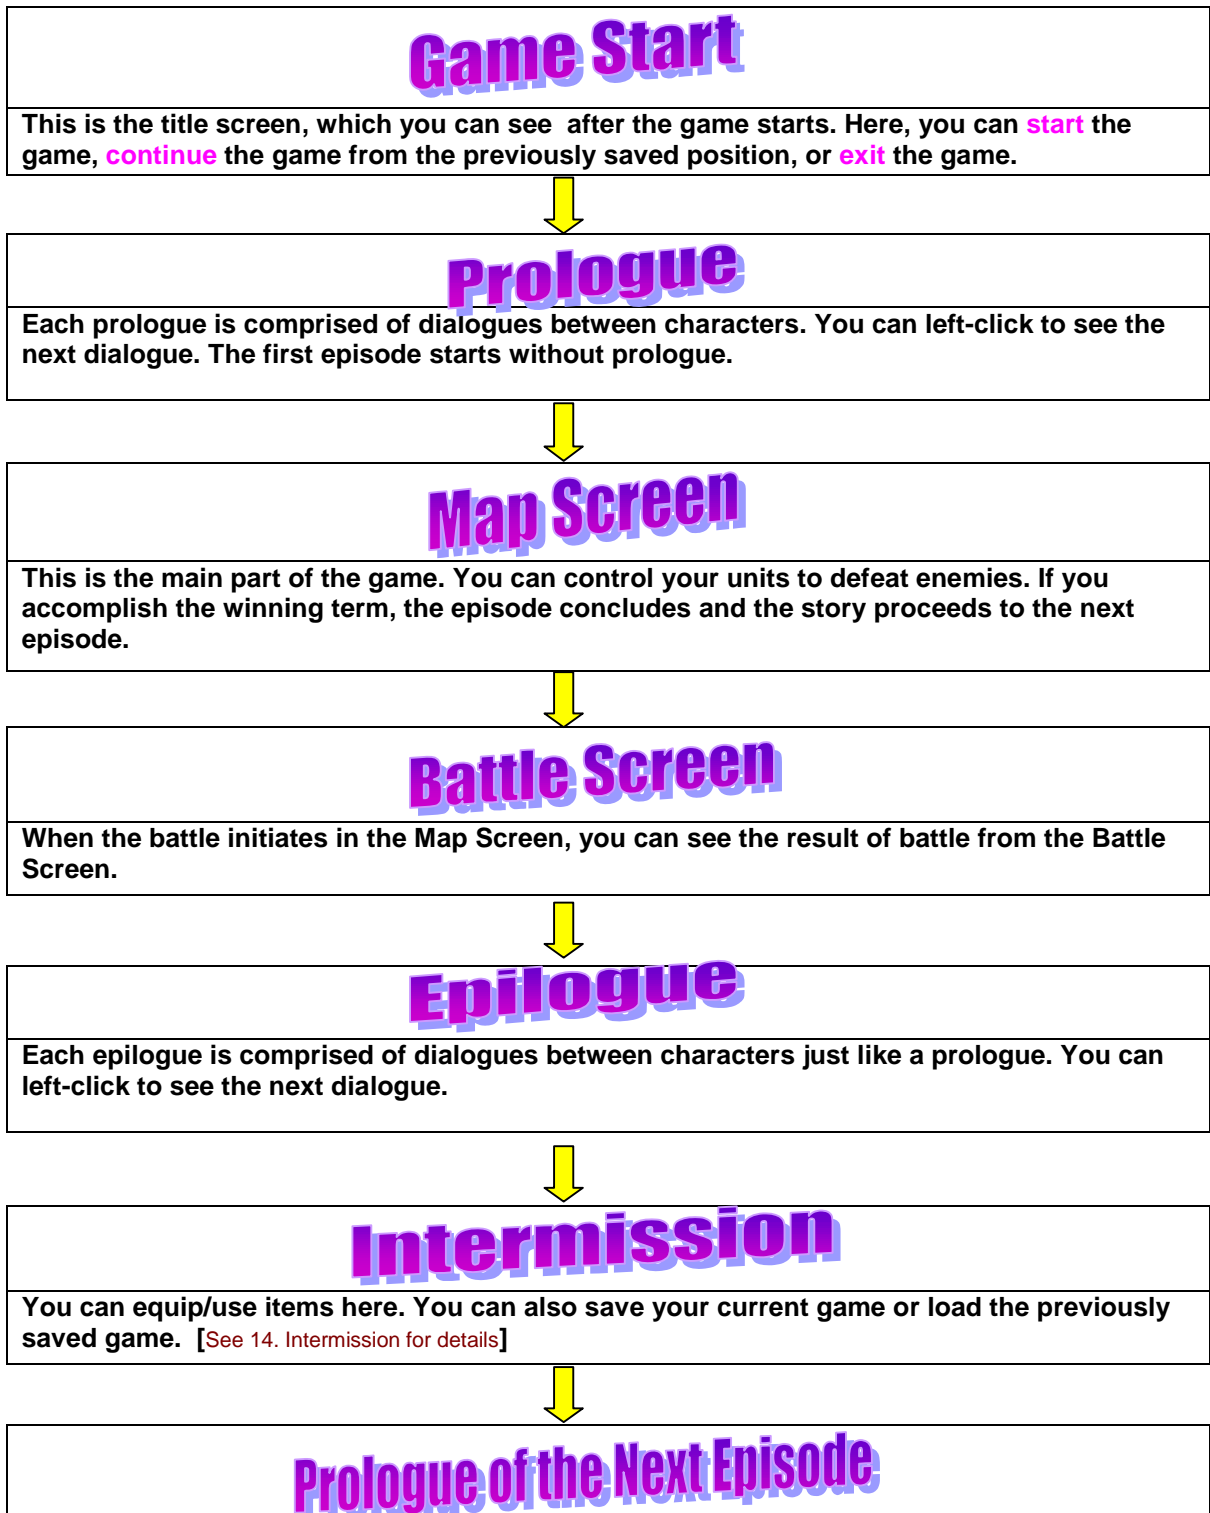 Game Start
This is the title screen, which you can see  after the game starts. Here, you can start the
game, continue the game from the previously saved position, or exit the game.
Prologue
Each prologue is comprised of dialogues between characters. You can left-click to see the
next dialogue. The first episode starts without prologue.
Map Screen
This is the main part of the game. You can control your units to defeat enemies. If you
accomplish the winning term, the episode concludes and the story proceeds to the next
episode.
Battle Screen
When the battle initiates in the Map Screen, you can see the result of battle from the Battle
Screen.
Epilogue
Each epilogue is comprised of dialogues between characters just like a prologue. You can
left-click to see the next dialogue.
Intermission
You can equip/use items here. You can also save your current game or load the previously
saved game.  [See 14. Intermission for details]
Prologue of the Next Episode